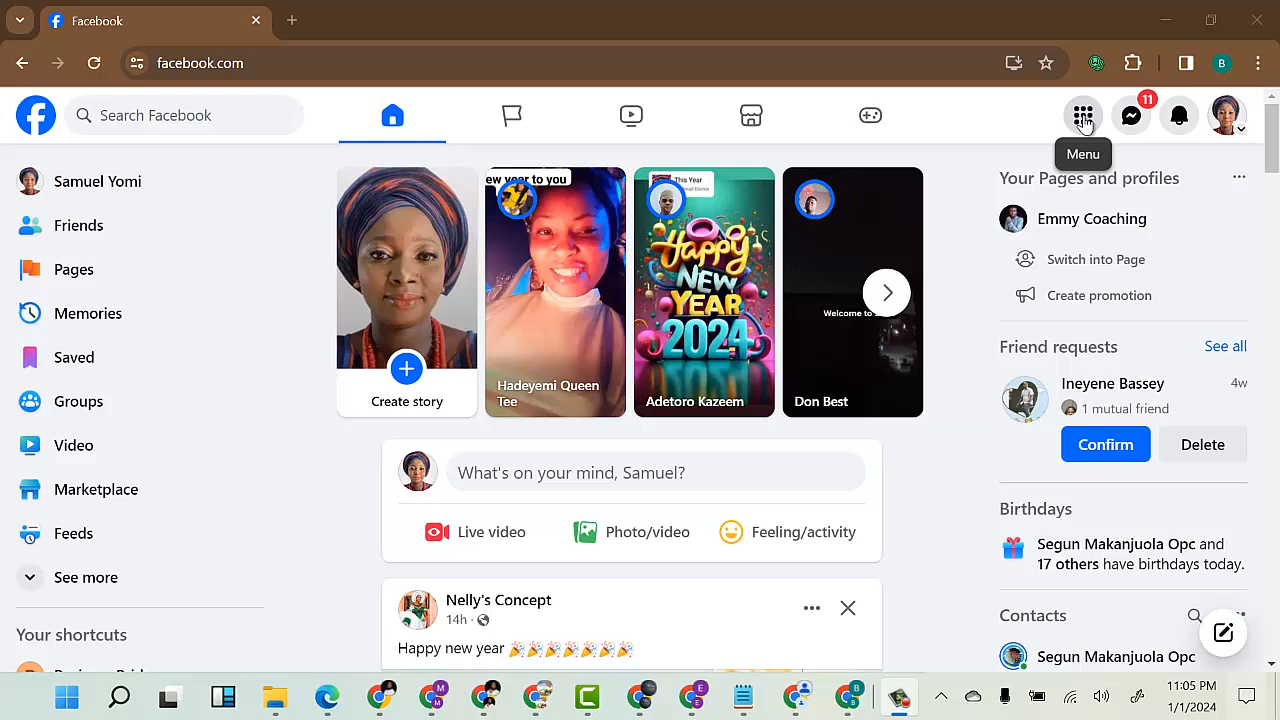 Facebook
facebook.com
Search Facebook
11
Menu
Samuel Yomi
Friends
Pages
Memories
Saved
Groups
Video
Marketplace
Feeds
See more
Your shortcuts
Create story
ew year to you
Hadeyemi Queen
Tee
This Year
Happy
NEW
YEAR
2024
Adetoro Kazeem
Welcome to
Don Best
What's on your mind, Samuel?
Live video
Photo/video
Feeling/activity
Nelly's Concept
14h
Happy new year 🎉🎉🎉🎉🎉🎉🎉
Your Pages and profiles
Emmy Coaching
Switch into Page
Create promotion
Friend requests
See all
Ineyene Bassey
4w
1 mutual friend
Confirm
Delete
Birthdays
Segun Makanjuola Opc and
17 others have birthdays today.
Contacts
Segun Makanjuola Opc
B
M
M
E
E
B
11:05 PM
1/1/2024